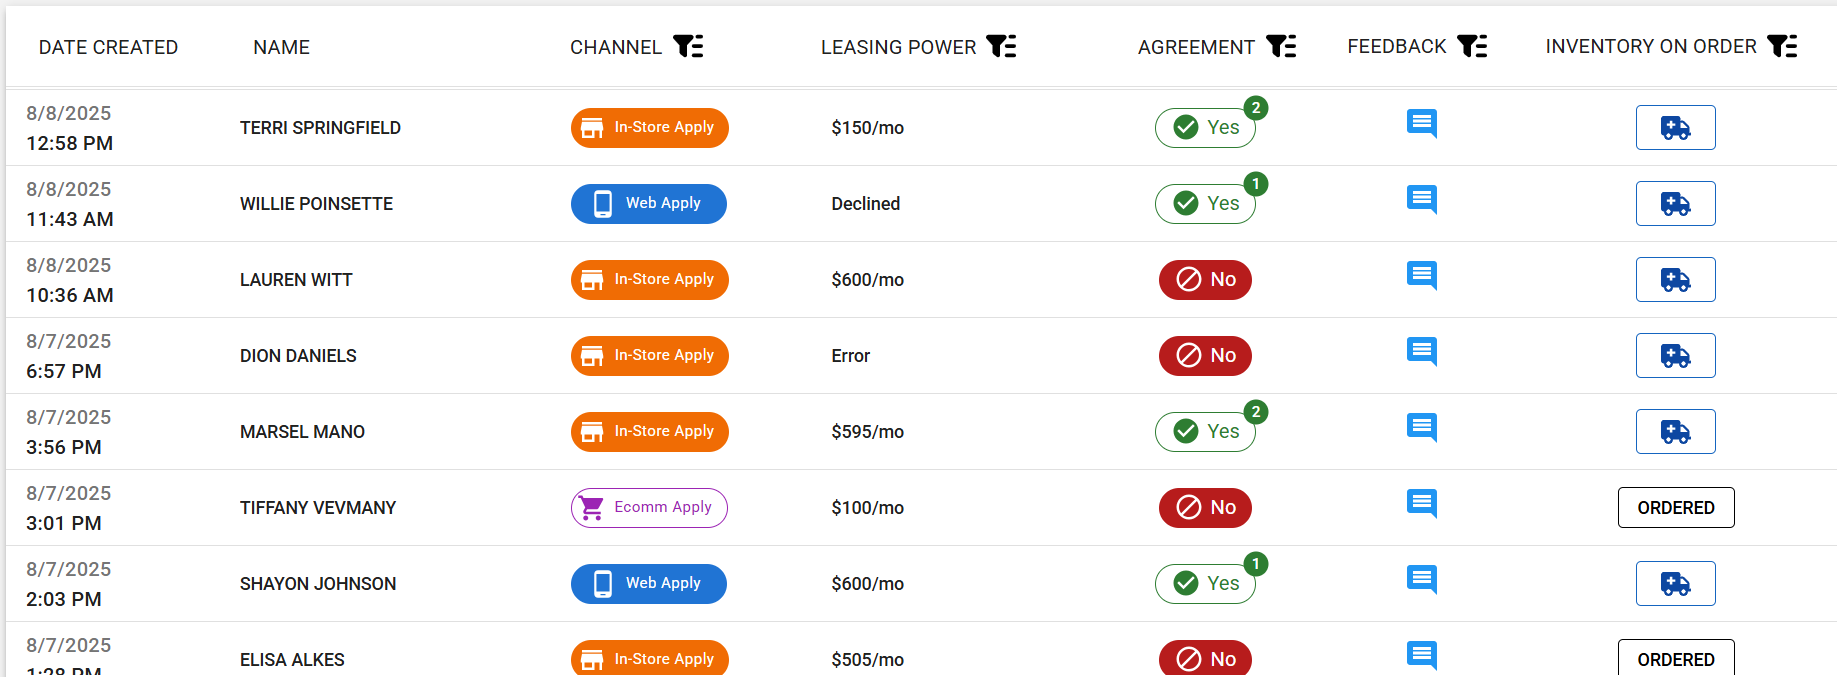 DATE CREATED NAME CHANNEL LEASING POWER AGREEMENT FEEDBACK INVENTORY ON ORDER
8/8/2025
12:58 PM TERRI SPRINGFIELD In-Store Apply $150/mo Yes 2
8/8/2025
11:43 AM WILLIE POINSETTE Web Apply Declined Yes 1
8/8/2025
10:36 AM LAUREN WITT In-Store Apply $600/mo No
8/7/2025
6:57 PM DION DANIELS In-Store Apply Error No
8/7/2025
3:56 PM MARSEL MANO In-Store Apply $595/mo Yes 2
8/7/2025
3:01 PM TIFFANY VEVMANY Ecomm Apply $100/mo No ORDERED
8/7/2025
2:03 PM SHAYON JOHNSON Web Apply $600/mo Yes 1
8/7/2025
1:28 PM ELISA ALKES In-Store Apply $505/mo No ORDERED